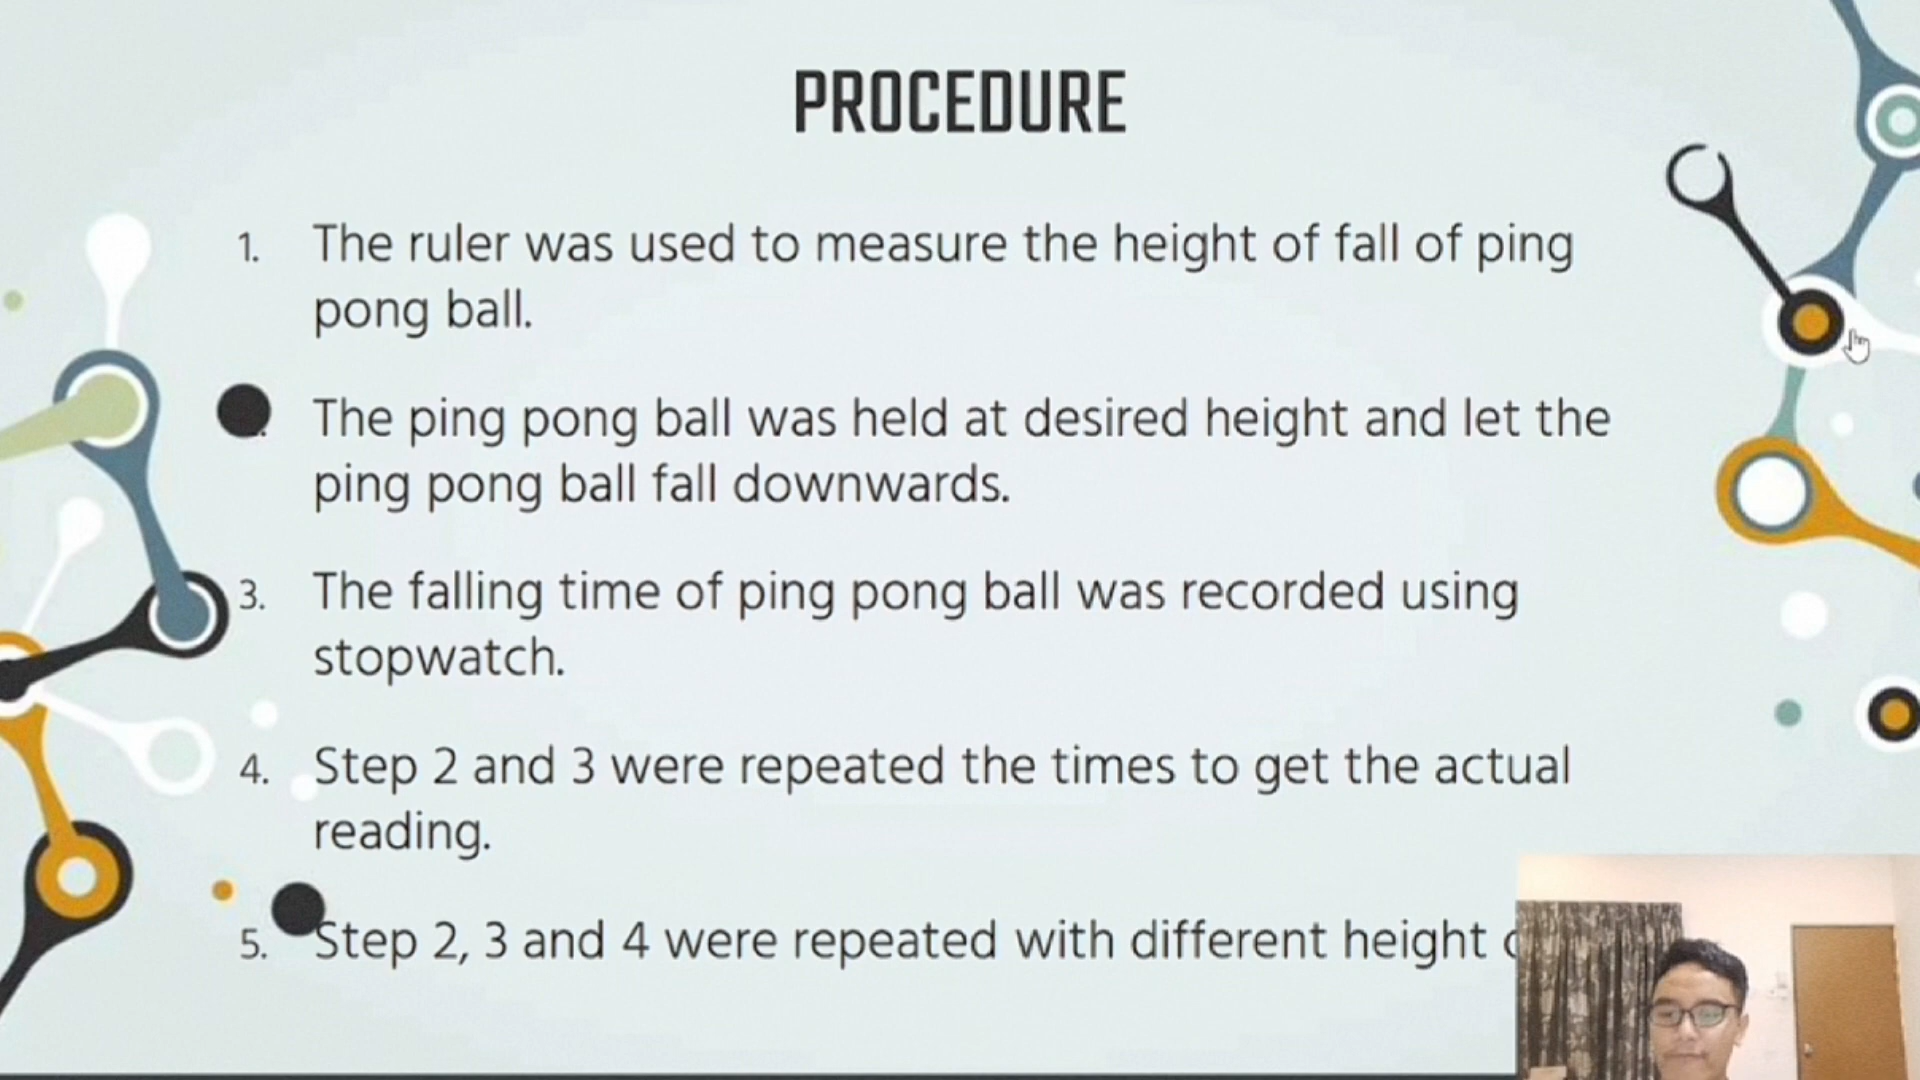 PROCEDURE
1. The ruler was used to measure the height of fall of ping
pong ball.
The ping pong ball was held at desired height and let the
ping pong ball fall downwards.
3. The falling time of ping pong ball was recorded using
stopwatch.
4. Step 2 and 3 were repeated the times to get the actual
reading.
5. Step 2, 3 and 4 were repeated with different height